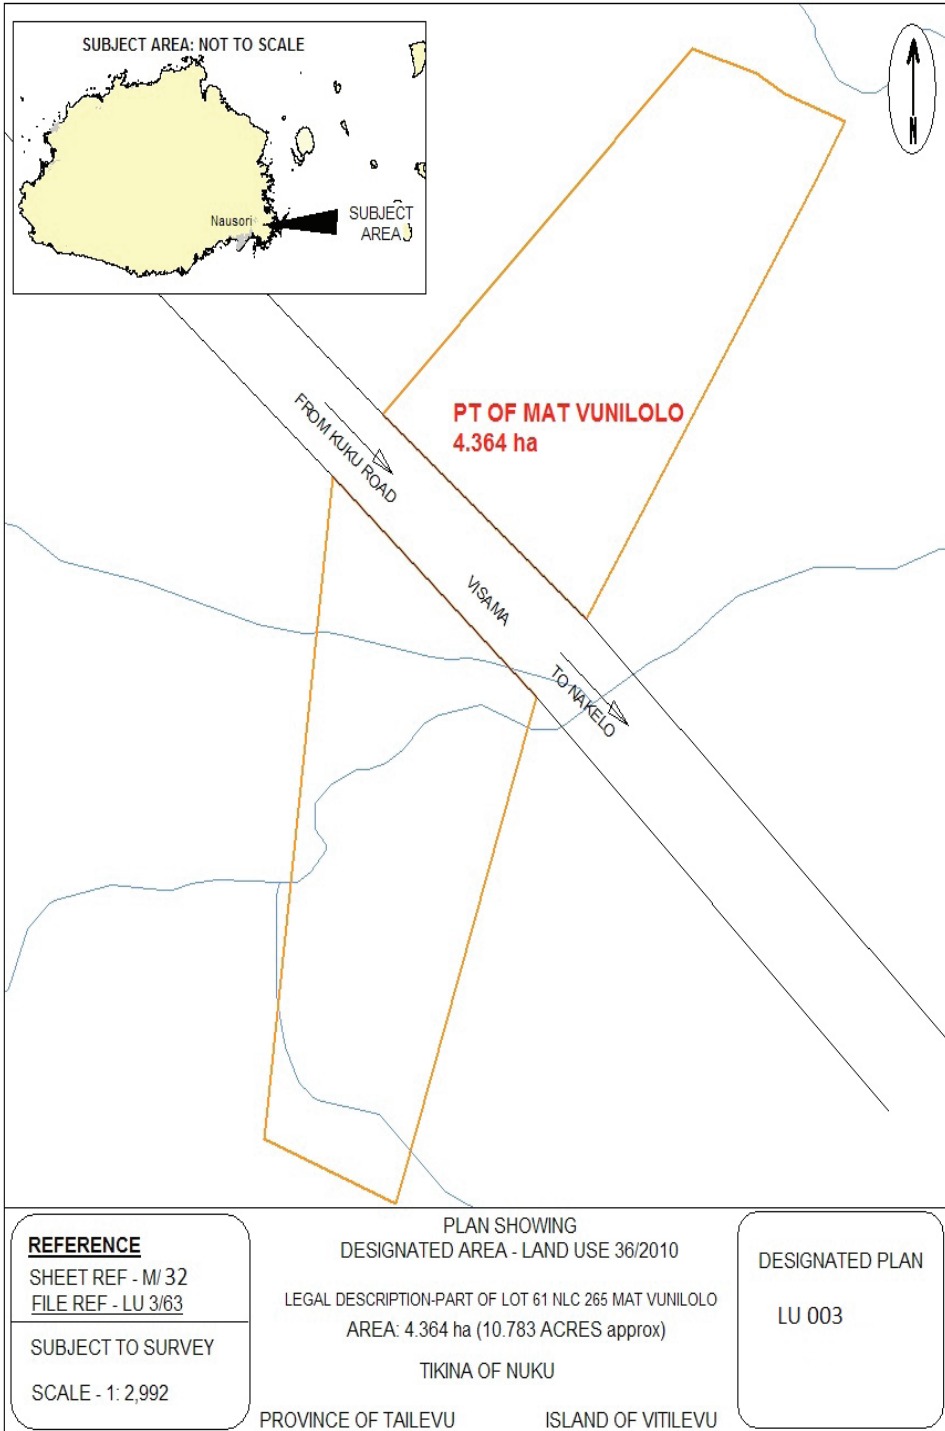 SUBJECT AREA: NOT TO SCALE
N
Nausori
SUBJECT
AREA
PT OF MAT VUNILOLO
4.364 ha
FROM KUKU ROAD
VISAMA
TO NAKELO
REFERENCE
SHEET REF - M/ 32
FILE REF - LU 3/63
SUBJECT TO SURVEY
SCALE - 1: 2,992
PLAN SHOWING
DESIGNATED AREA - LAND USE 36/2010
LEGAL DESCRIPTION-PART OF LOT 61 NLC 265 MAT VUNILOLO
AREA: 4.364 ha (10.783 ACRES approx)
TIKINA OF NUKU
PROVINCE OF TAILEVU ISLAND OF VITILEVU
DESIGNATED PLAN
LU 003